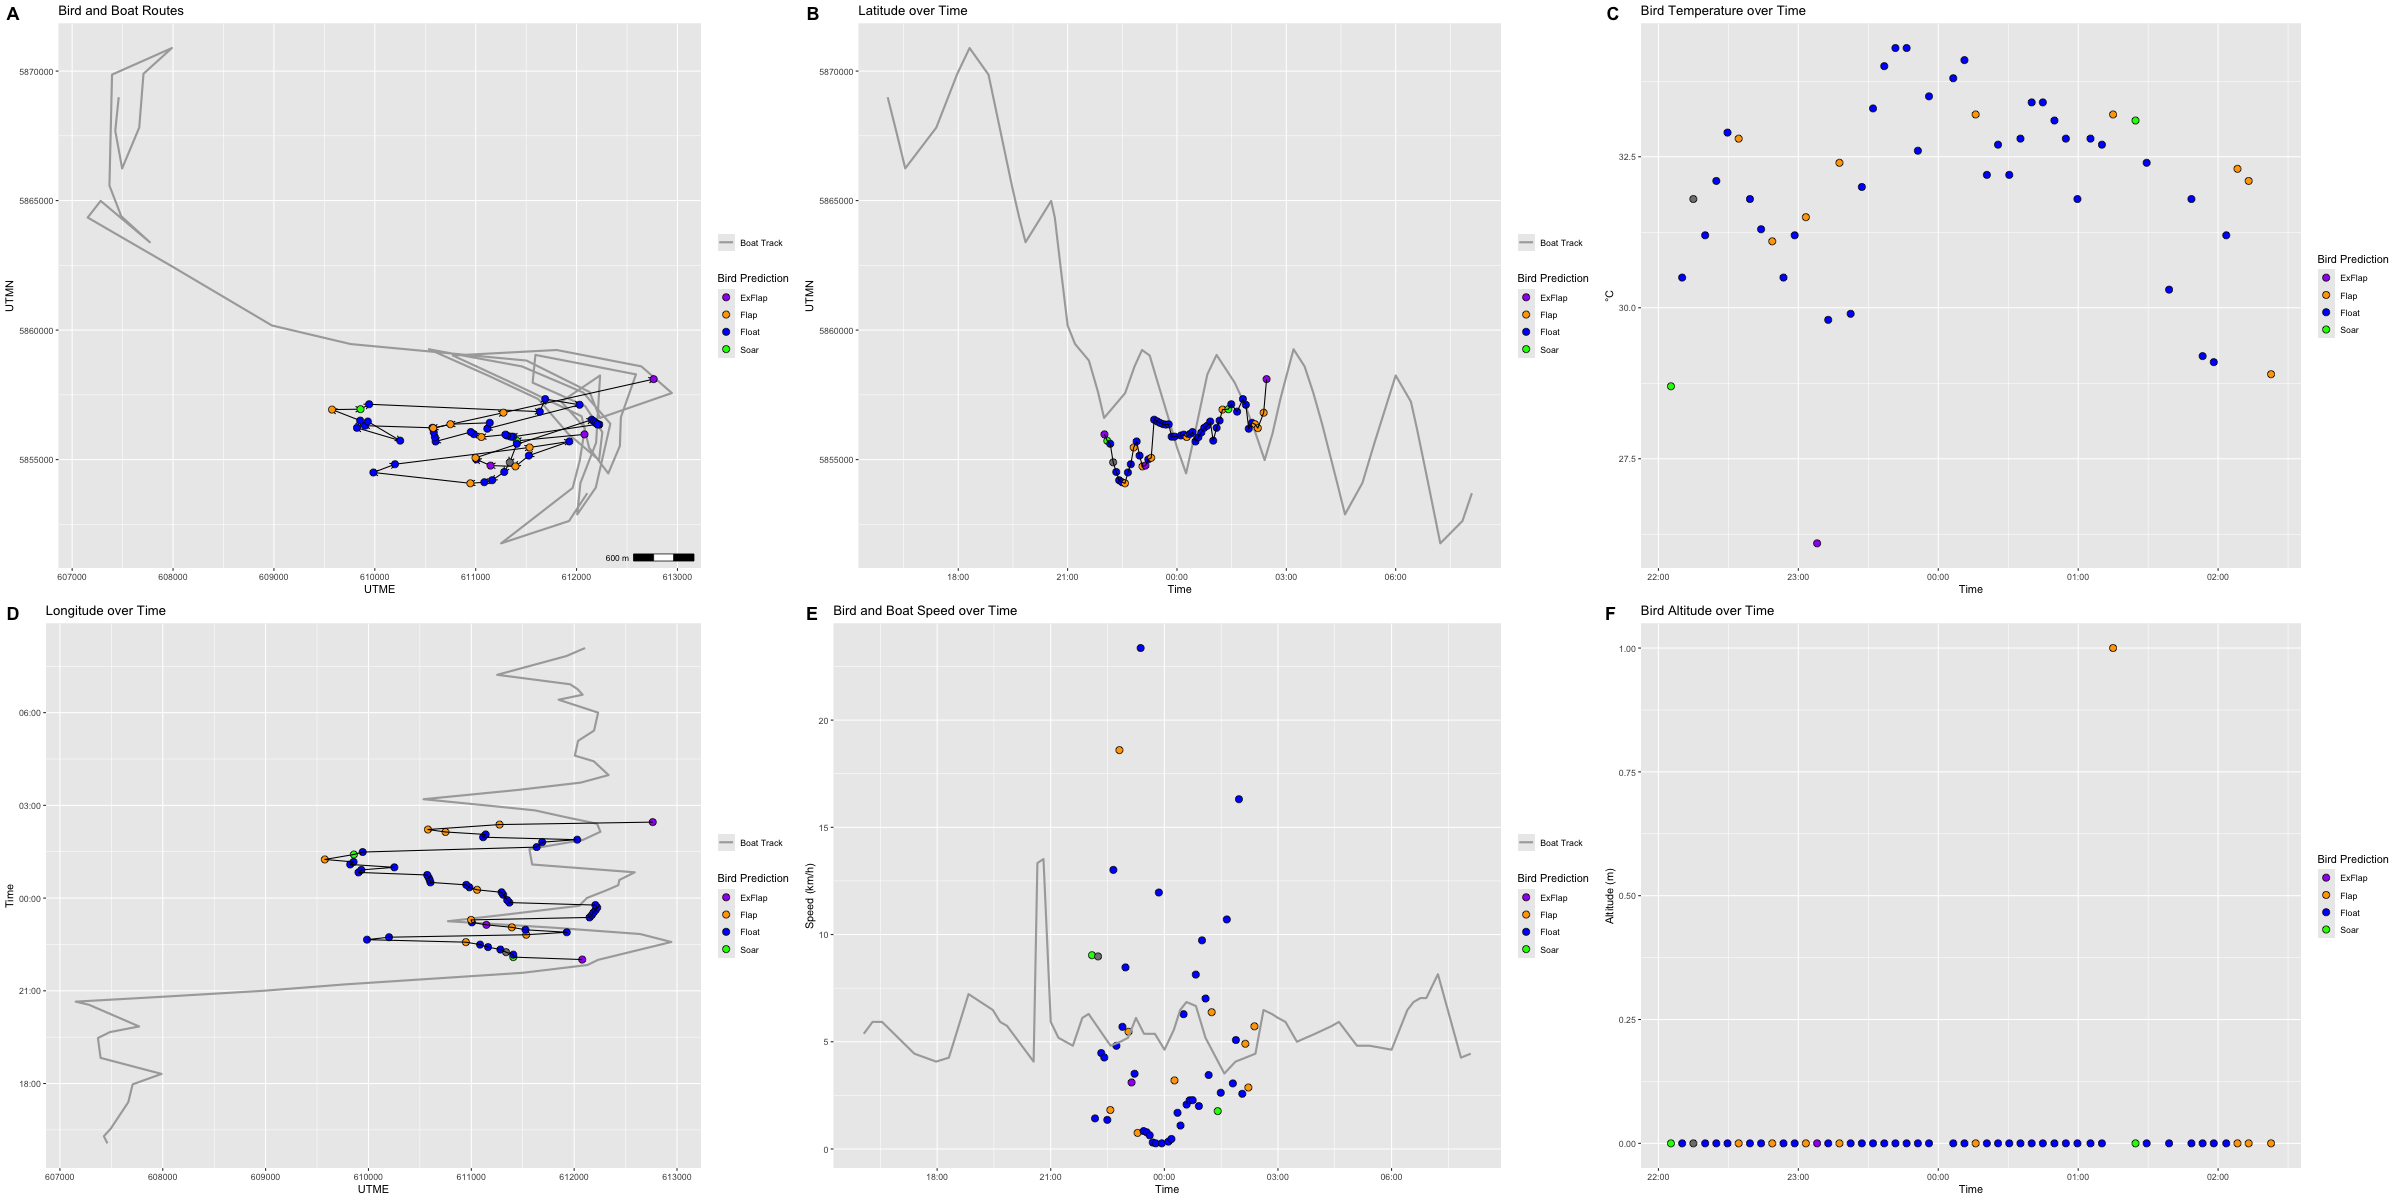 A Bird and Boat Routes
5870000
5865000
5860000
5855000
UTMN
607000 608000 609000 610000 611000 612000 613000
UTME
600 m
Boat Track
Bird Prediction
ExFlap
Flap
Float
Soar
B Latitude over Time
5870000
5865000
5860000
5855000
UTMN
18:00 21:00 00:00 03:00 06:00
Time
Boat Track
Bird Prediction
ExFlap
Flap
Float
Soar
C Bird Temperature over Time
32.5
30.0
27.5
°C
22:00 23:00 00:00 01:00 02:00
Time
Bird Prediction
ExFlap
Flap
Float
Soar
D Longitude over Time
06:00
03:00
00:00
21:00
18:00
Time
607000 608000 609000 610000 611000 612000 613000
UTME
Boat Track
Bird Prediction
ExFlap
Flap
Float
Soar
E Bird and Boat Speed over Time
20
15
10
5
0
Speed (km/h)
18:00 21:00 00:00 03:00 06:00
Time
Boat Track
Bird Prediction
ExFlap
Flap
Float
Soar
F Bird Altitude over Time
1.00
0.75
0.50
0.25
0.00
Altitude (m)
22:00 23:00 00:00 01:00 02:00
Time
Bird Prediction
ExFlap
Flap
Float
Soar